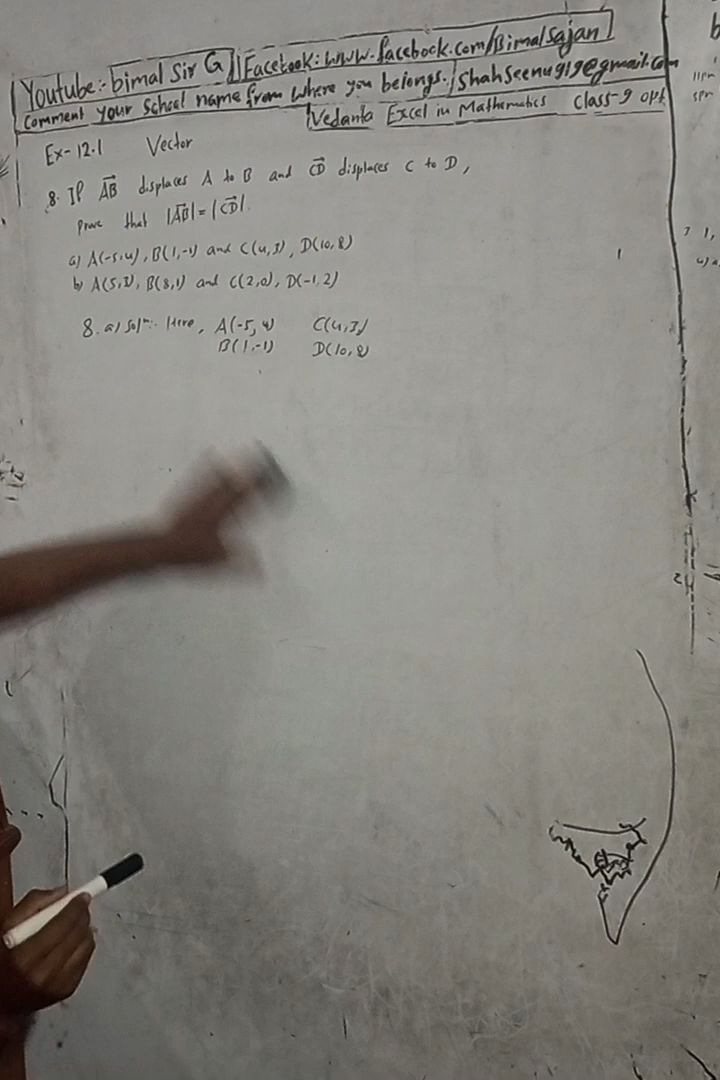 Youtube:- bimal Sir G || Facebook: www.facebook.com/Bimalsajan
comment your school name from where you belongs. / shahseenu919@gmail.com
Vedanta Excel in Mathematics class-9 opt
Ex-12.1 Vector
8. If AB displaces A to B and CD displaces C to D,
prove that |AB| = |CD|.
a) A(-5,4), B(1,-1) and C(4,3), D(10,8)
b) A(5,3), B(8,1) and C(2,0), D(-1,2)
8. a) solⁿ:- Here, A(-5, 4) C(4,3)
B(1,-1) D(10,8)